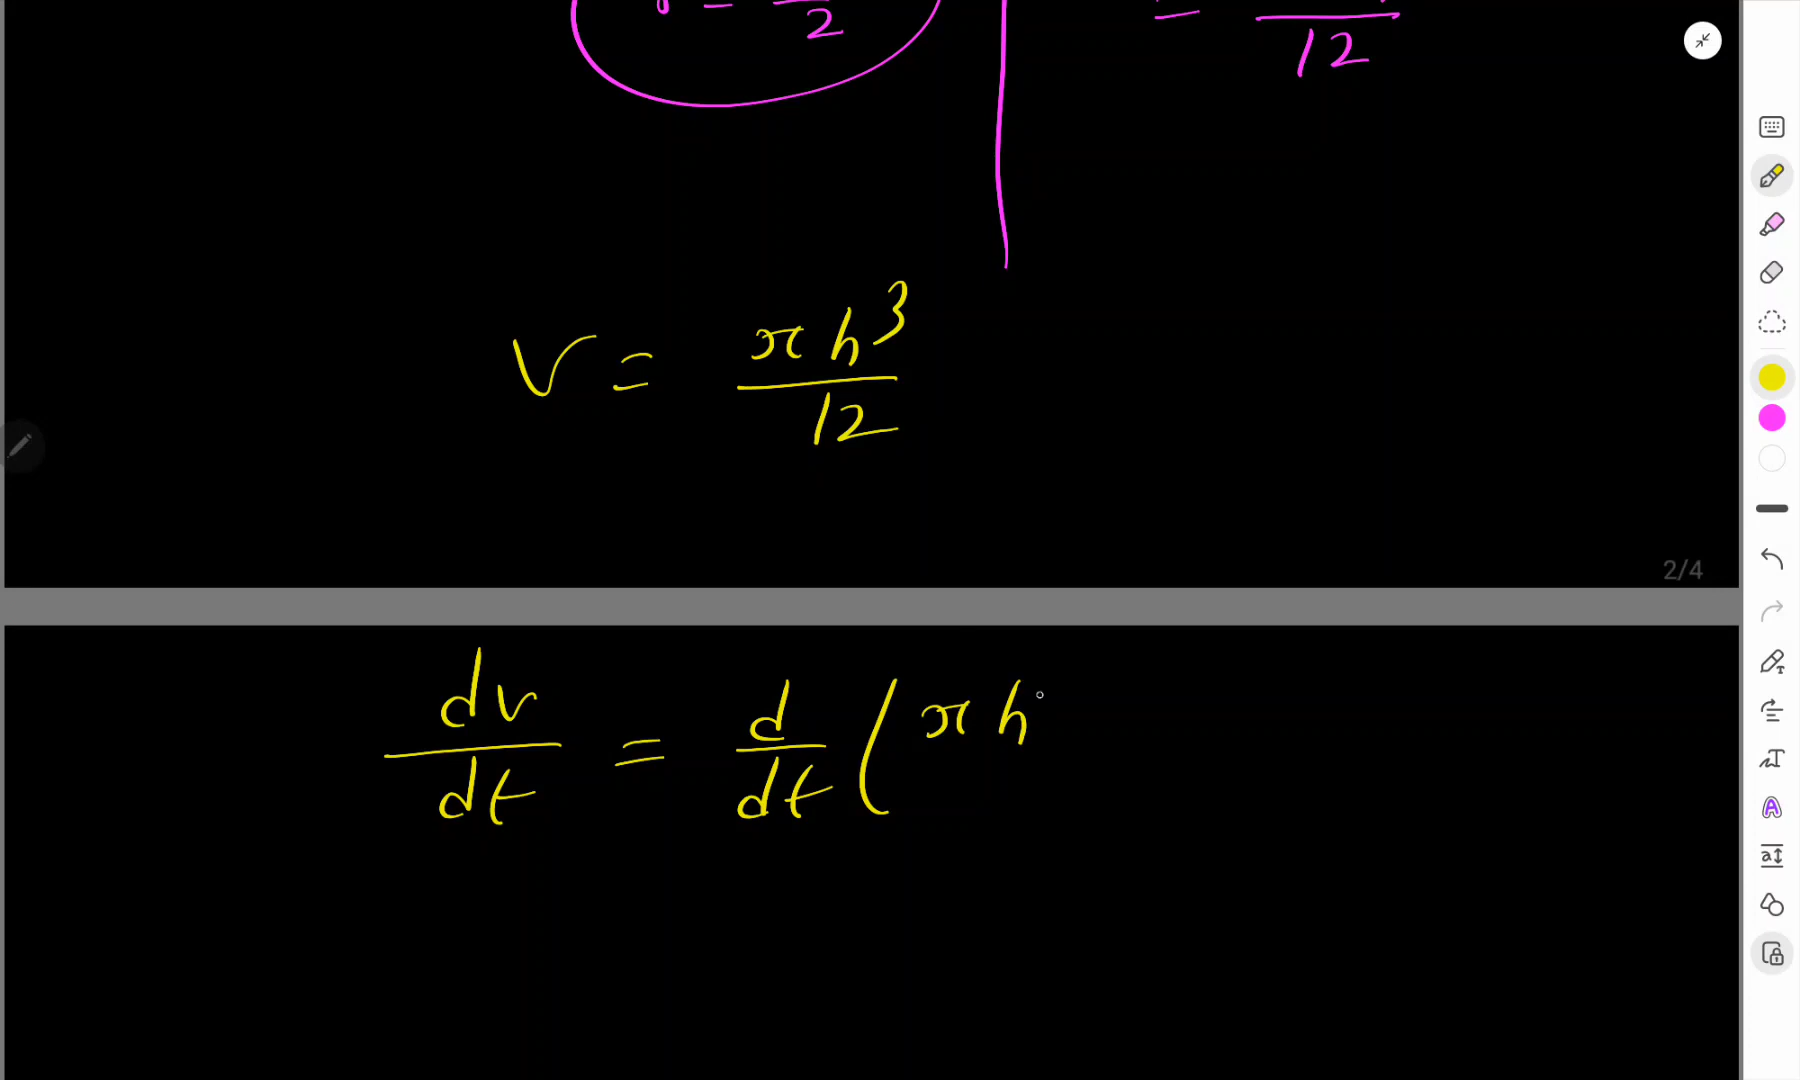 = 2
= 12
V = πh³/12
2/4
dv/dt = d/dt (πh